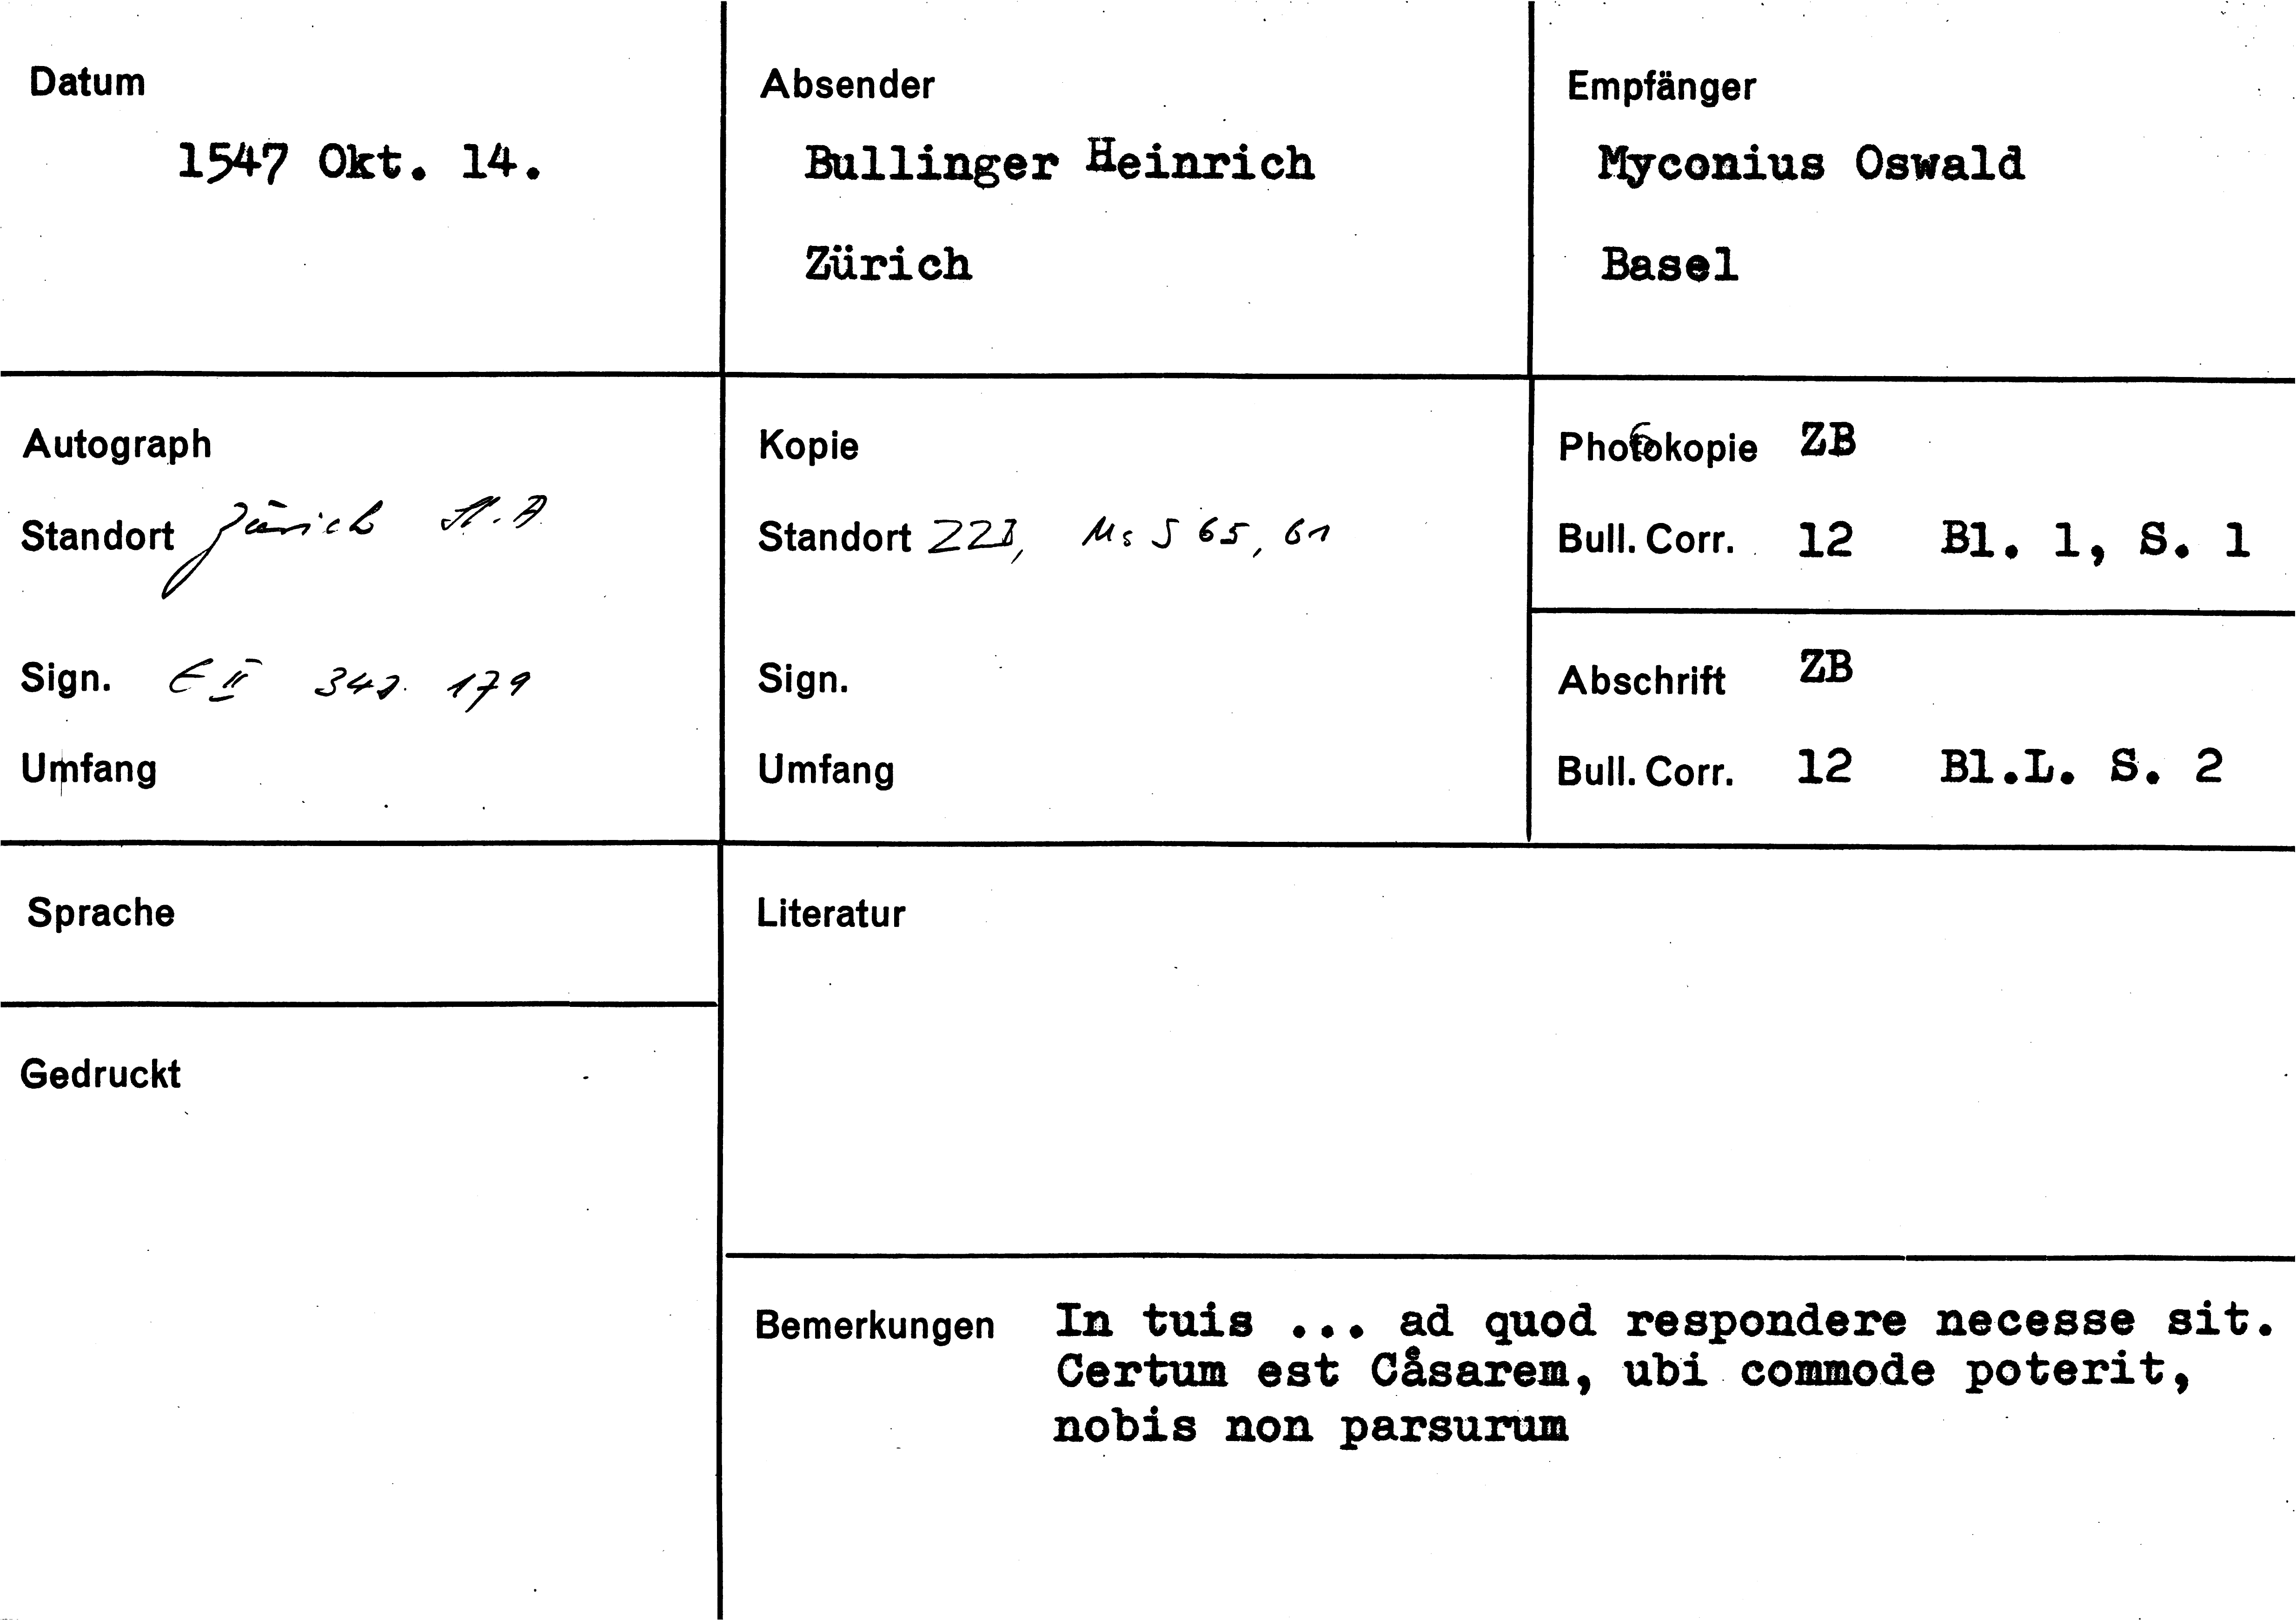 Datum
1547 Okt. 14.
Absender
Bullinger Heinrich
Zürich
Empfänger
Myconius Oswald
Basel
Autograph
Standort Zürich St.A
Sign. E II 342. 179
Umfang
Kopie
Standort ZZB, Ms S 65, 61
Sign.
Umfang
Photokopie ZB
Bull. Corr. 12 Bl. 1, S. 1
Abschrift ZB
Bull. Corr. 12 Bl.L. S. 2
Sprache
Literatur
Gedruckt
Bemerkungen In tuis ... ad quod respondere necesse sit.
Certum est Cåsarem, ubi commode poterit,
nobis non parsurum